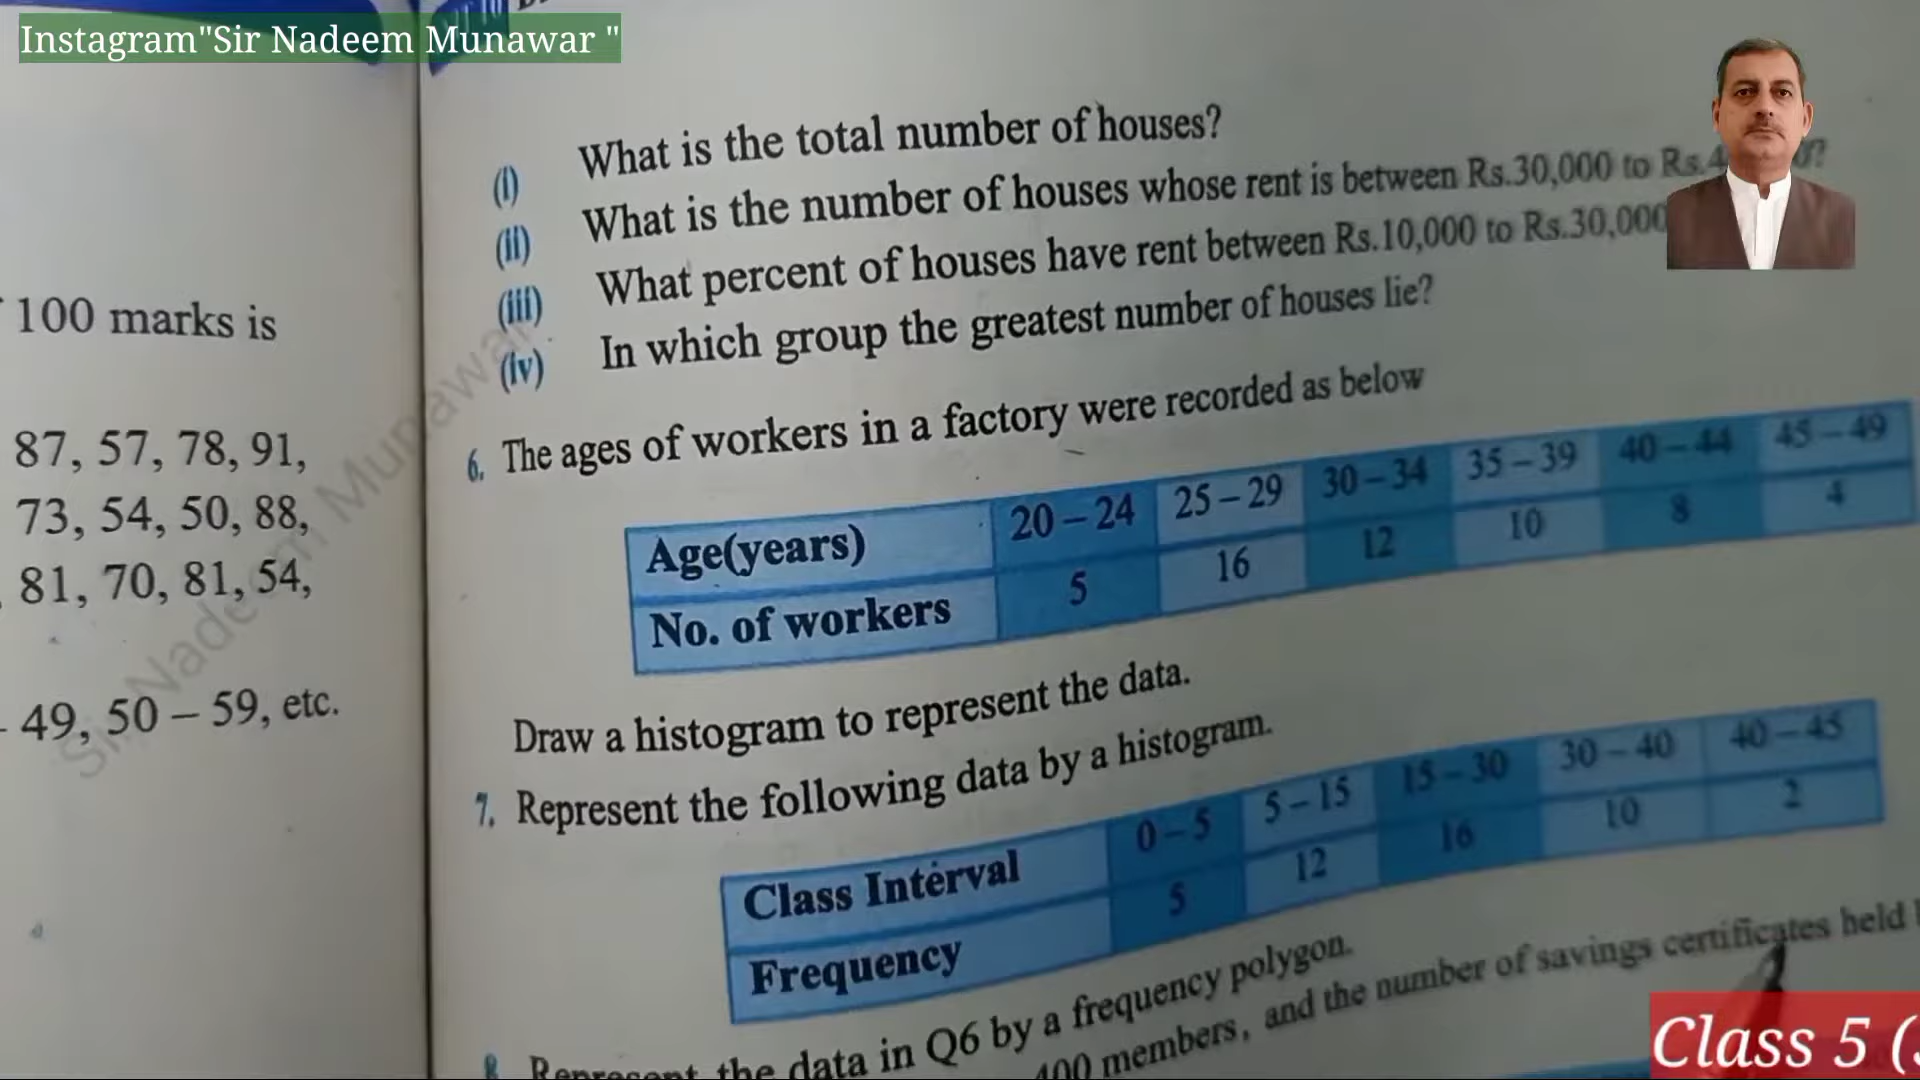 Instagram"Sir Nadeem Munawar "
100 marks is
87, 57, 78, 91,
73, 54, 50, 88,
81, 70, 81, 54,
49, 50 – 59, etc.
Sir Nadeem Munawar
(i) What is the total number of houses?
(ii) What is the number of houses whose rent is between Rs.30,000 to
(iii) What percent of houses have rent between Rs.10,000 to Rs.30,000
(iv) In which group the greatest number of houses lie?
6. The ages of workers in a factory were recorded as below
Age(years) 20 – 24 25 – 29 30 – 34 35 – 39 40 – 44 45 – 49
No. of workers 5 16 12 10 8 4
Draw a histogram to represent the data.
7. Represent the following data by a histogram.
Class Interval 0 – 5 5 – 15 15 – 30 30 – 40 40 – 45
Frequency 5 12 16 10 2
8. Represent the data in Q6 by a frequency polygon.
400 members, and the number of savings certificates held
Class 5 (